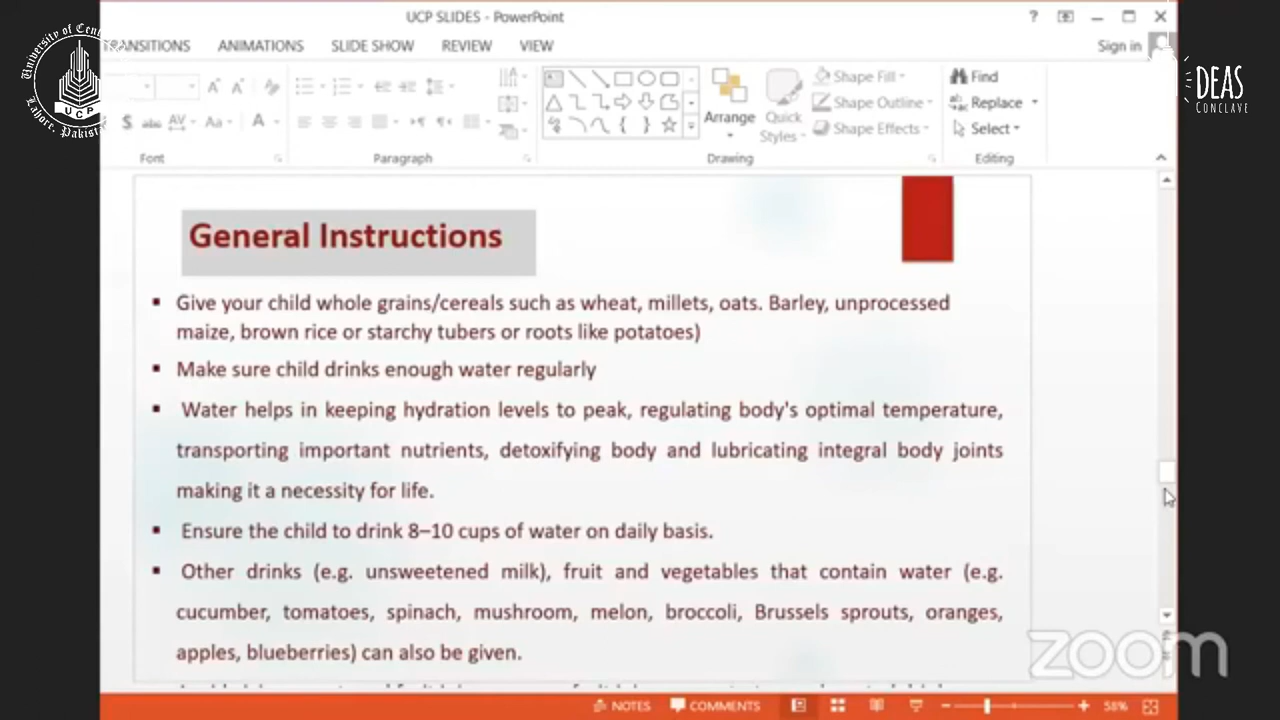 UCP SLIDES - PowerPoint
TRANSITIONS ANIMATIONS SLIDE SHOW REVIEW VIEW
Sign in
University of
Lahore, Pakistan
UCP
DEAS
CONCLAVE
Shape Fill
Shape Outline
Shape Effects
Arrange
Quick
Styles
Find
Replace
Select
Font Paragraph Drawing Editing
General Instructions
▪ Give your child whole grains/cereals such as wheat, millets, oats. Barley, unprocessed
maize, brown rice or starchy tubers or roots like potatoes)
▪ Make sure child drinks enough water regularly
▪ Water helps in keeping hydration levels to peak, regulating body's optimal temperature,
transporting important nutrients, detoxifying body and lubricating integral body joints
making it a necessity for life.
▪ Ensure the child to drink 8–10 cups of water on daily basis.
▪ Other drinks (e.g. unsweetened milk), fruit and vegetables that contain water (e.g.
cucumber, tomatoes, spinach, mushroom, melon, broccoli, Brussels sprouts, oranges,
apples, blueberries) can also be given.
zoom
NOTES COMMENTS 58%